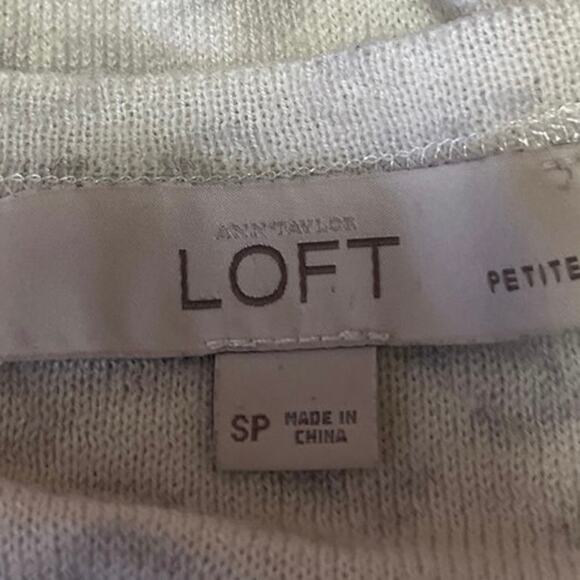 ANN TAYLOR
LOFT
PETITE
SP MADE IN
CHINA